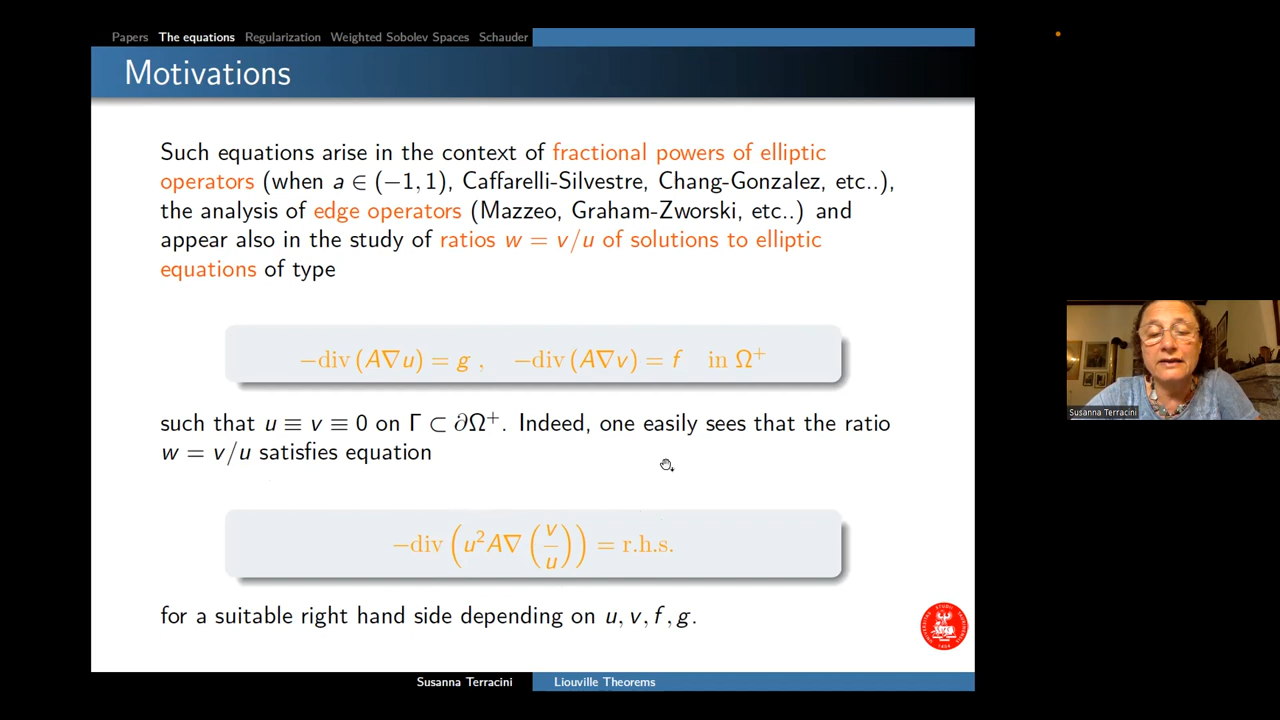 Papers The equations Regularization Weighted Sobolev Spaces Schauder
Motivations
Such equations arise in the context of fractional powers of elliptic
operators (when a ∈ (−1, 1), Caffarelli-Silvestre, Chang-Gonzalez, etc..),
the analysis of edge operators (Mazzeo, Graham-Zworski, etc..) and
appear also in the study of ratios w = v/u of solutions to elliptic
equations of type
−div (A∇u) = g , −div (A∇v) = f in Ω⁺
such that u ≡ v ≡ 0 on Γ ⊂ ∂Ω⁺. Indeed, one easily sees that the ratio
w = v/u satisfies equation
−div (u²A∇ (v/u)) = r.h.s.
for a suitable right hand side depending on u, v, f, g.
Susanna Terracini Liouville Theorems
Susanna Terracini